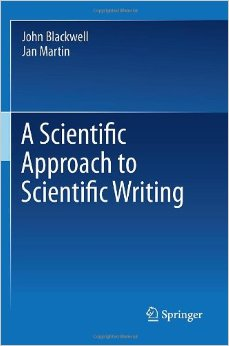 John Blackwell
Jan Martin
A Scientific
Approach to
Scientific Writing
Springer